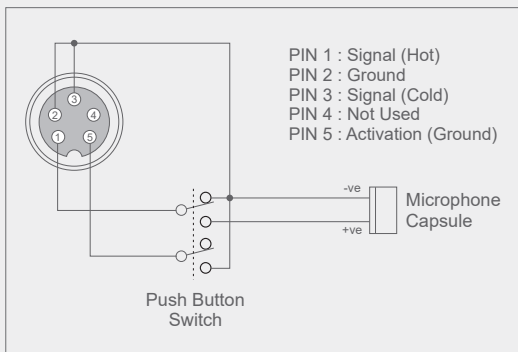 PIN 1 : Signal (Hot)
PIN 2 : Ground
PIN 3 : Signal (Cold)
PIN 4 : Not Used
PIN 5 : Activation (Ground)
3
2
4
1
5
-ve
+ve
Microphone
Capsule
Push Button
Switch